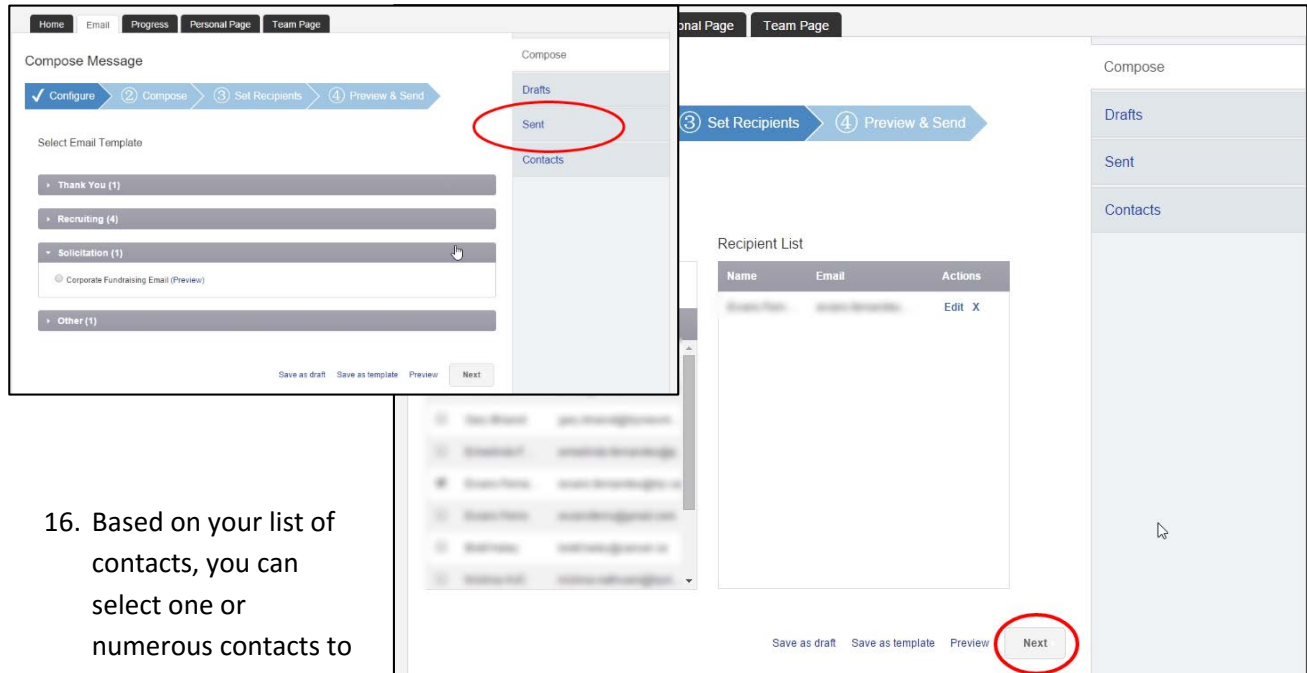 Home Email Progress Personal Page Team Page
Compose Message
✓ Configure ② Compose ③ Set Recipients ④ Preview & Send
Select Email Template
Thank You (1)
Recruiting (4)
Solicitation (1)
Corporate Fundraising Email (Preview)
Other (1)
Save as draft Save as template Preview Next
Compose
Drafts
Sent
Contacts
onal Page Team Page
③ Set Recipients ④ Preview & Send
Recipient List
Name Email Actions
Edit X
Save as draft Save as template Preview Next
Compose
Drafts
Sent
Contacts
16. Based on your list of
contacts, you can
select one or
numerous contacts to